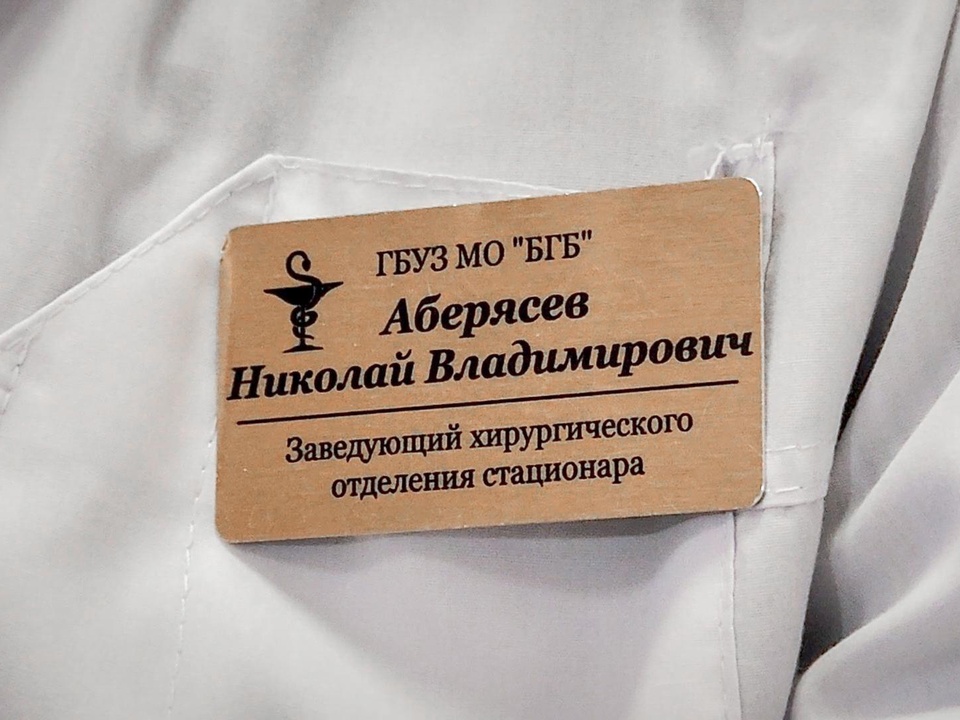 ГБУЗ МО "БГБ"
Аберясев
Николай Владимирович
Заведующий хирургического
отделения стационара